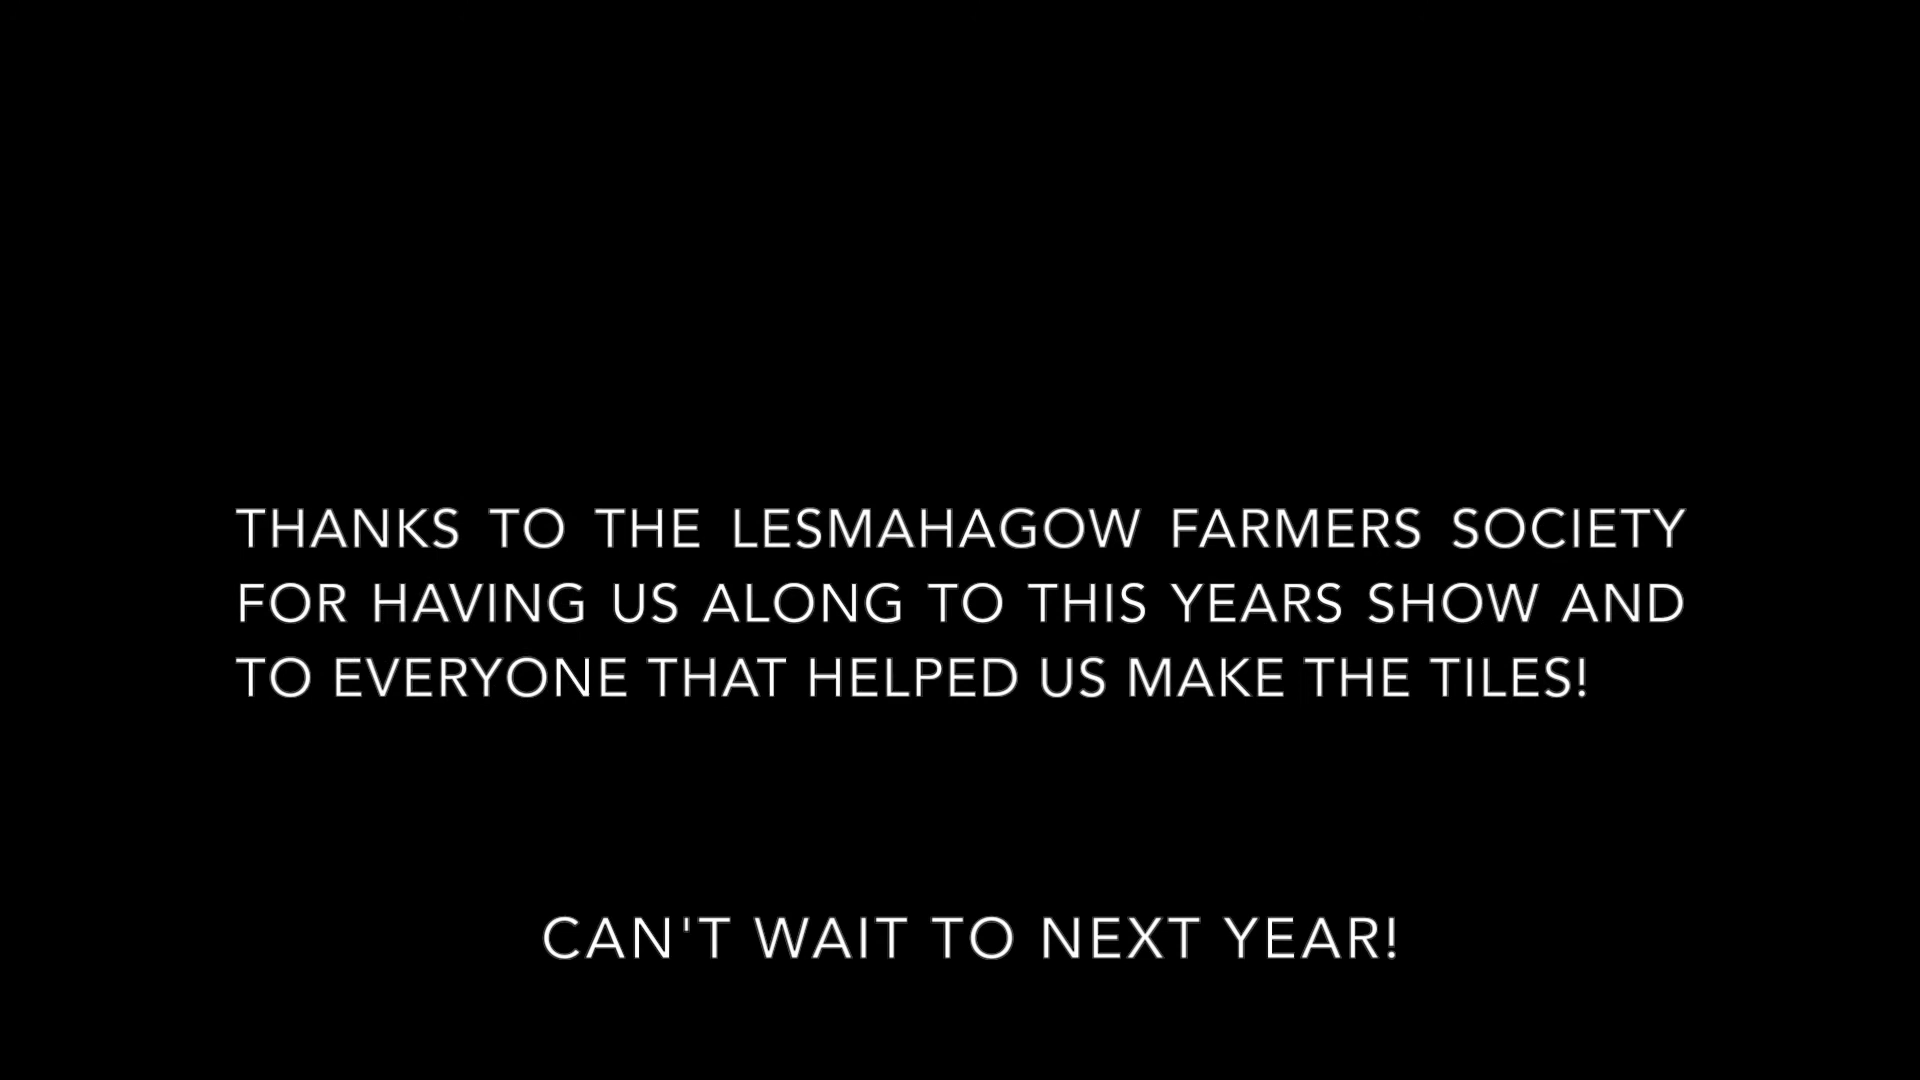 THANKS TO THE LESMAHAGOW FARMERS SOCIETY
FOR HAVING US ALONG TO THIS YEARS SHOW AND
TO EVERYONE THAT HELPED US MAKE THE TILES!
CAN'T WAIT TO NEXT YEAR!